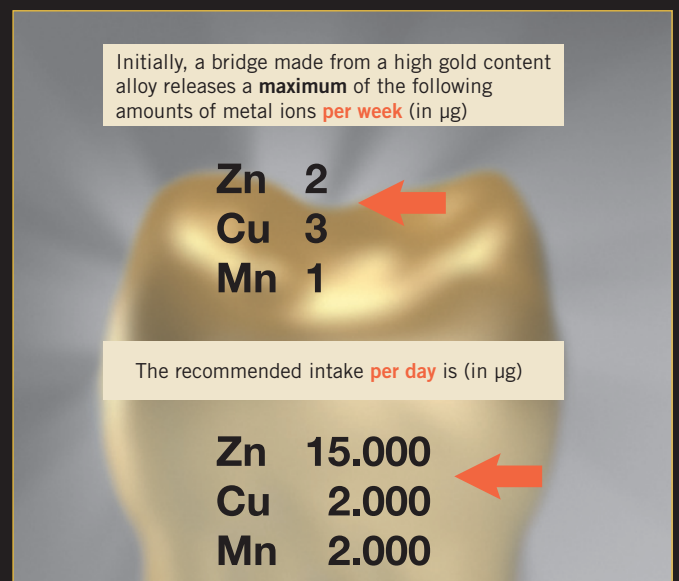 Initially, a bridge made from a high gold content
alloy releases a maximum of the following
amounts of metal ions per week (in µg)
Zn 2
Cu 3
Mn 1
The recommended intake per day is (in µg)
Zn 15.000
Cu 2.000
Mn 2.000